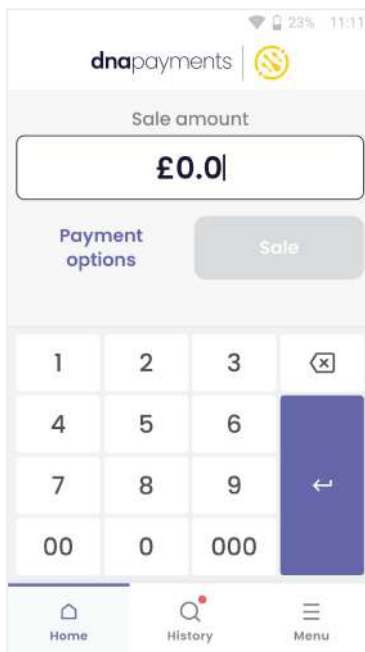 23% 11:11
dnapayments
Sale amount
£0.0
Payment
options
Sale
1 2 3
4 5 6
7 8 9
00 0 000
Home History Menu